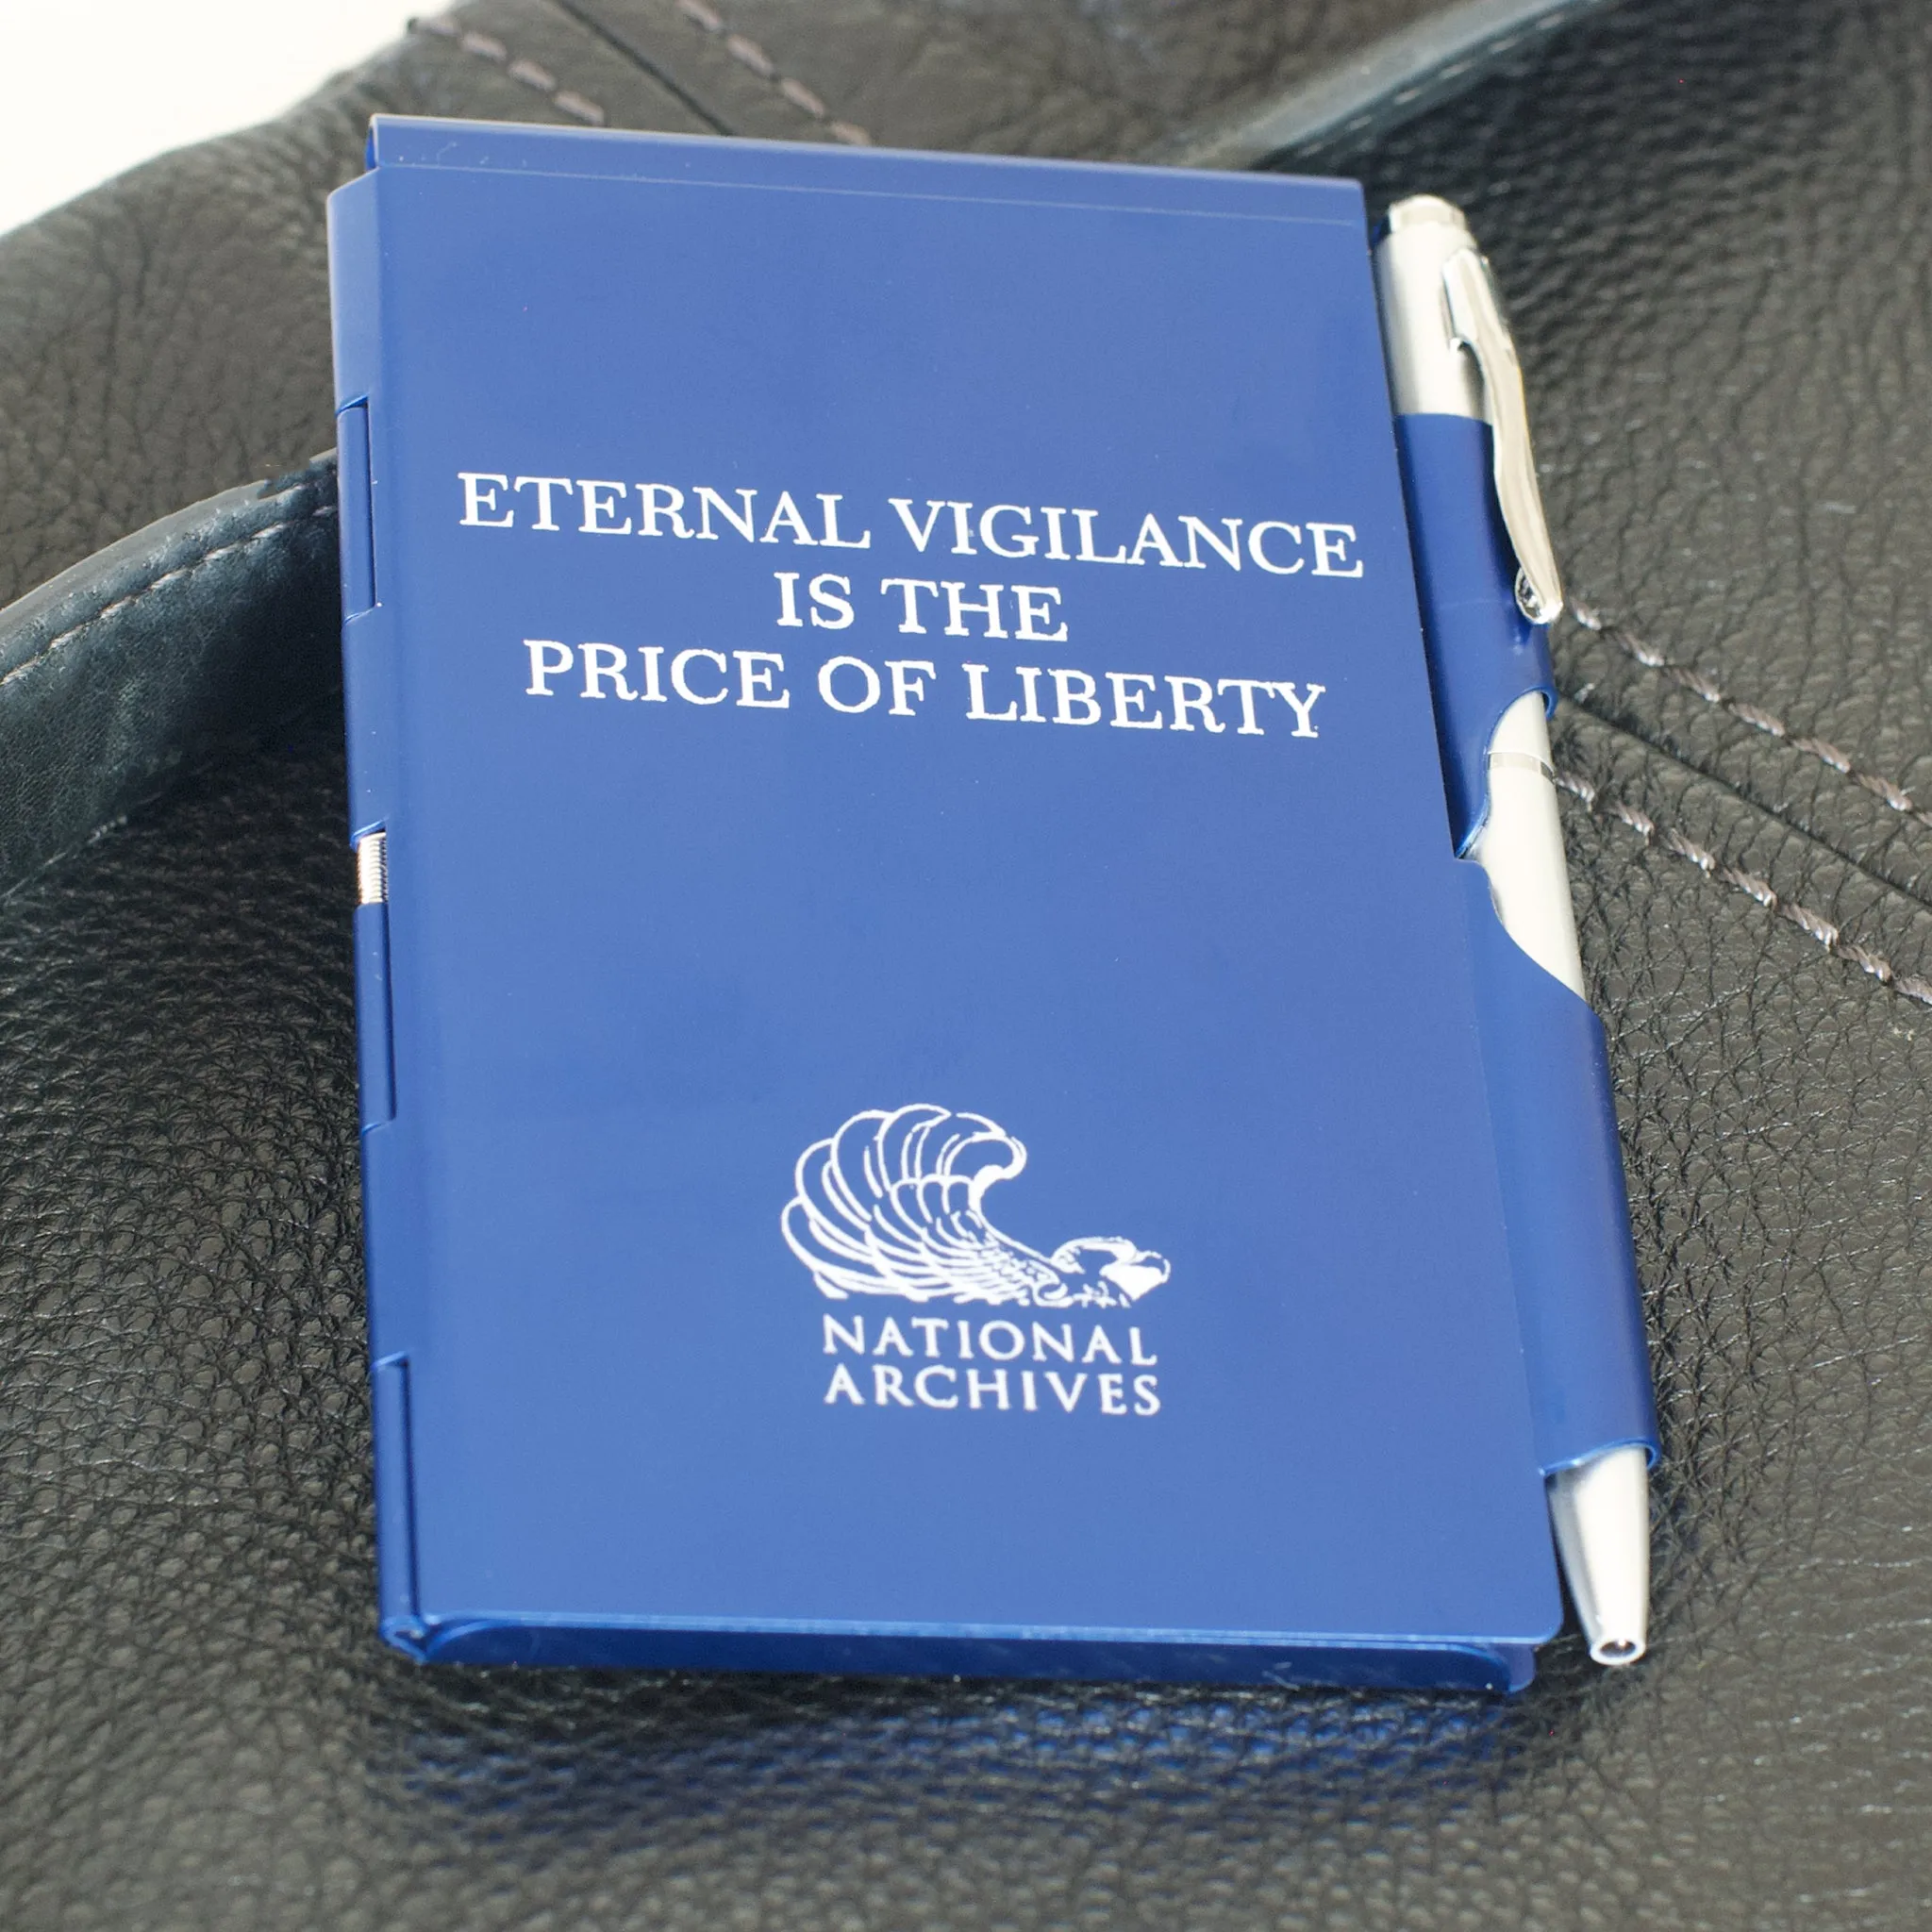 ETERNAL VIGILANCE
IS THE
PRICE OF LIBERTY
NATIONAL
ARCHIVES